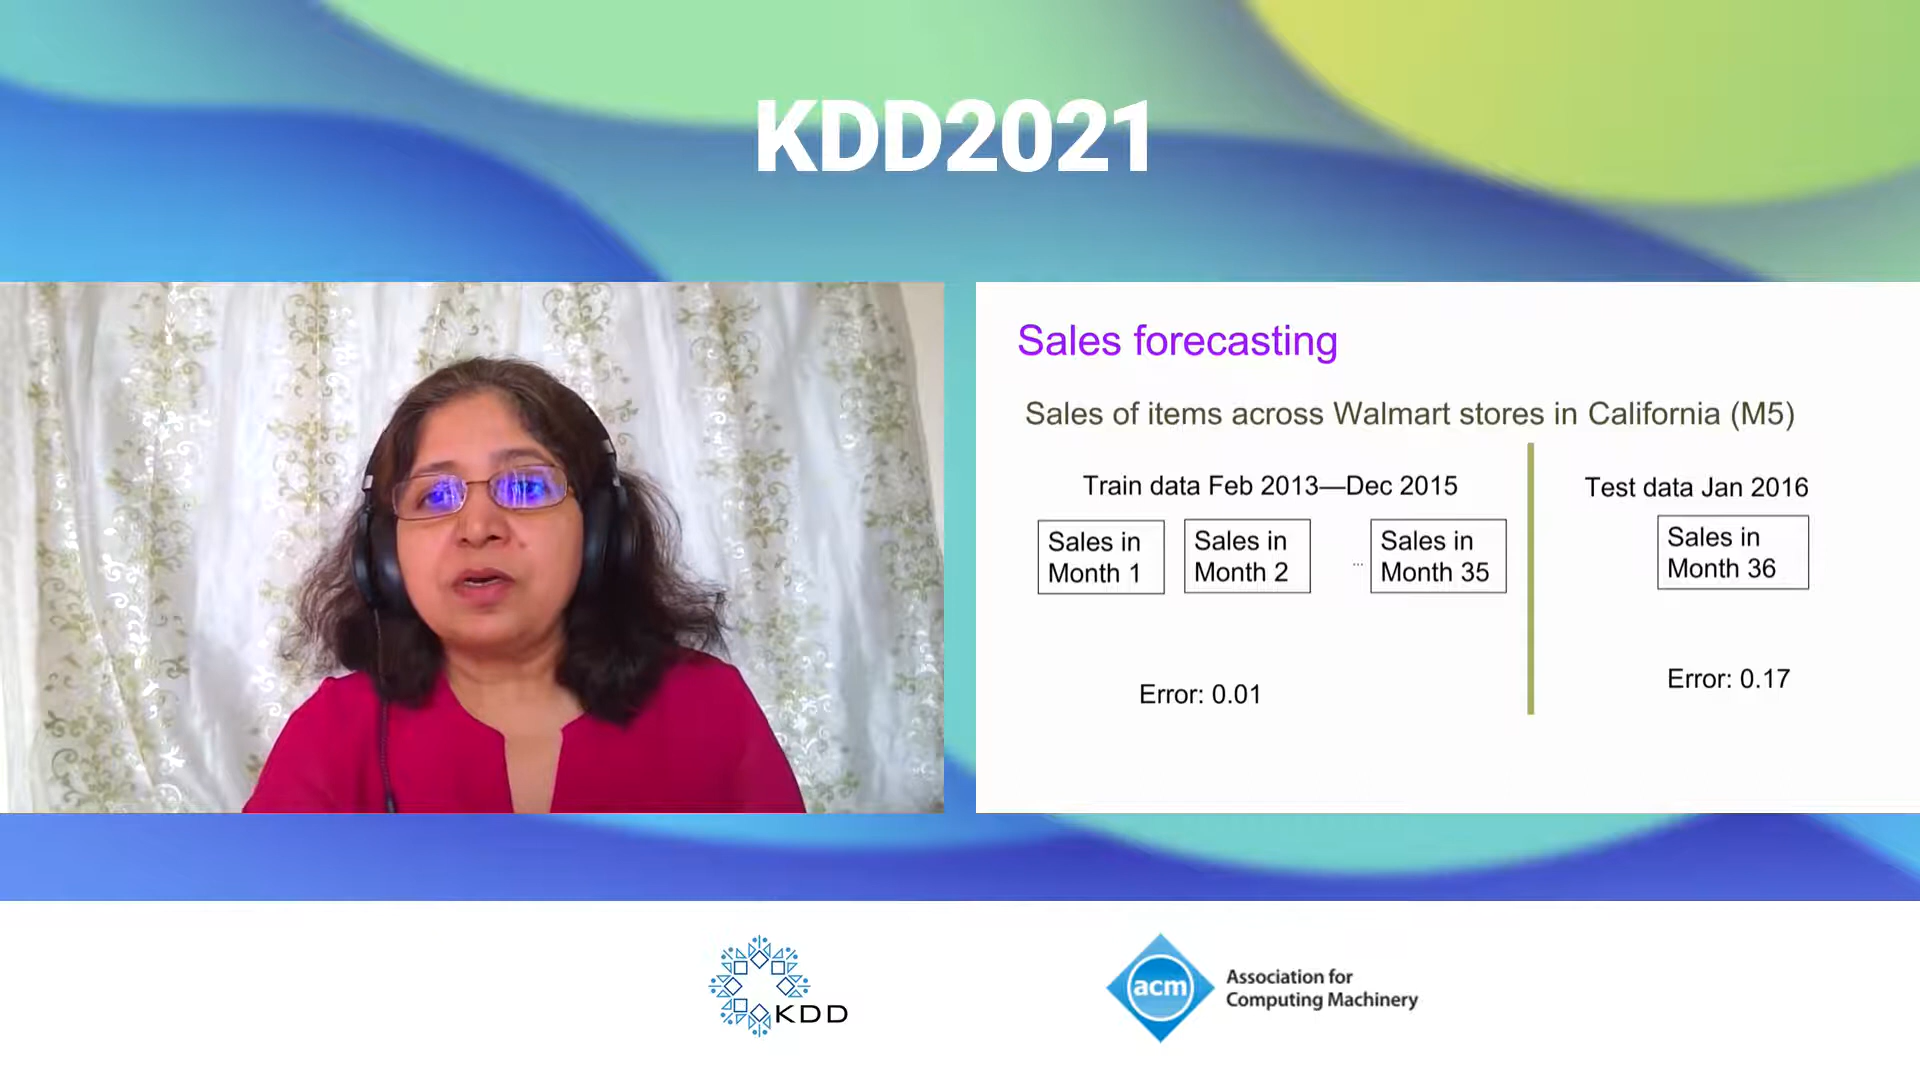 KDD2021
Sales forecasting
Sales of items across Walmart stores in California (M5)
Train data Feb 2013—Dec 2015
Test data Jan 2016
Sales in
Month 1
Sales in
Month 2
...
Sales in
Month 35
Sales in
Month 36
Error: 0.01
Error: 0.17
KDD
acm
Association for
Computing Machinery